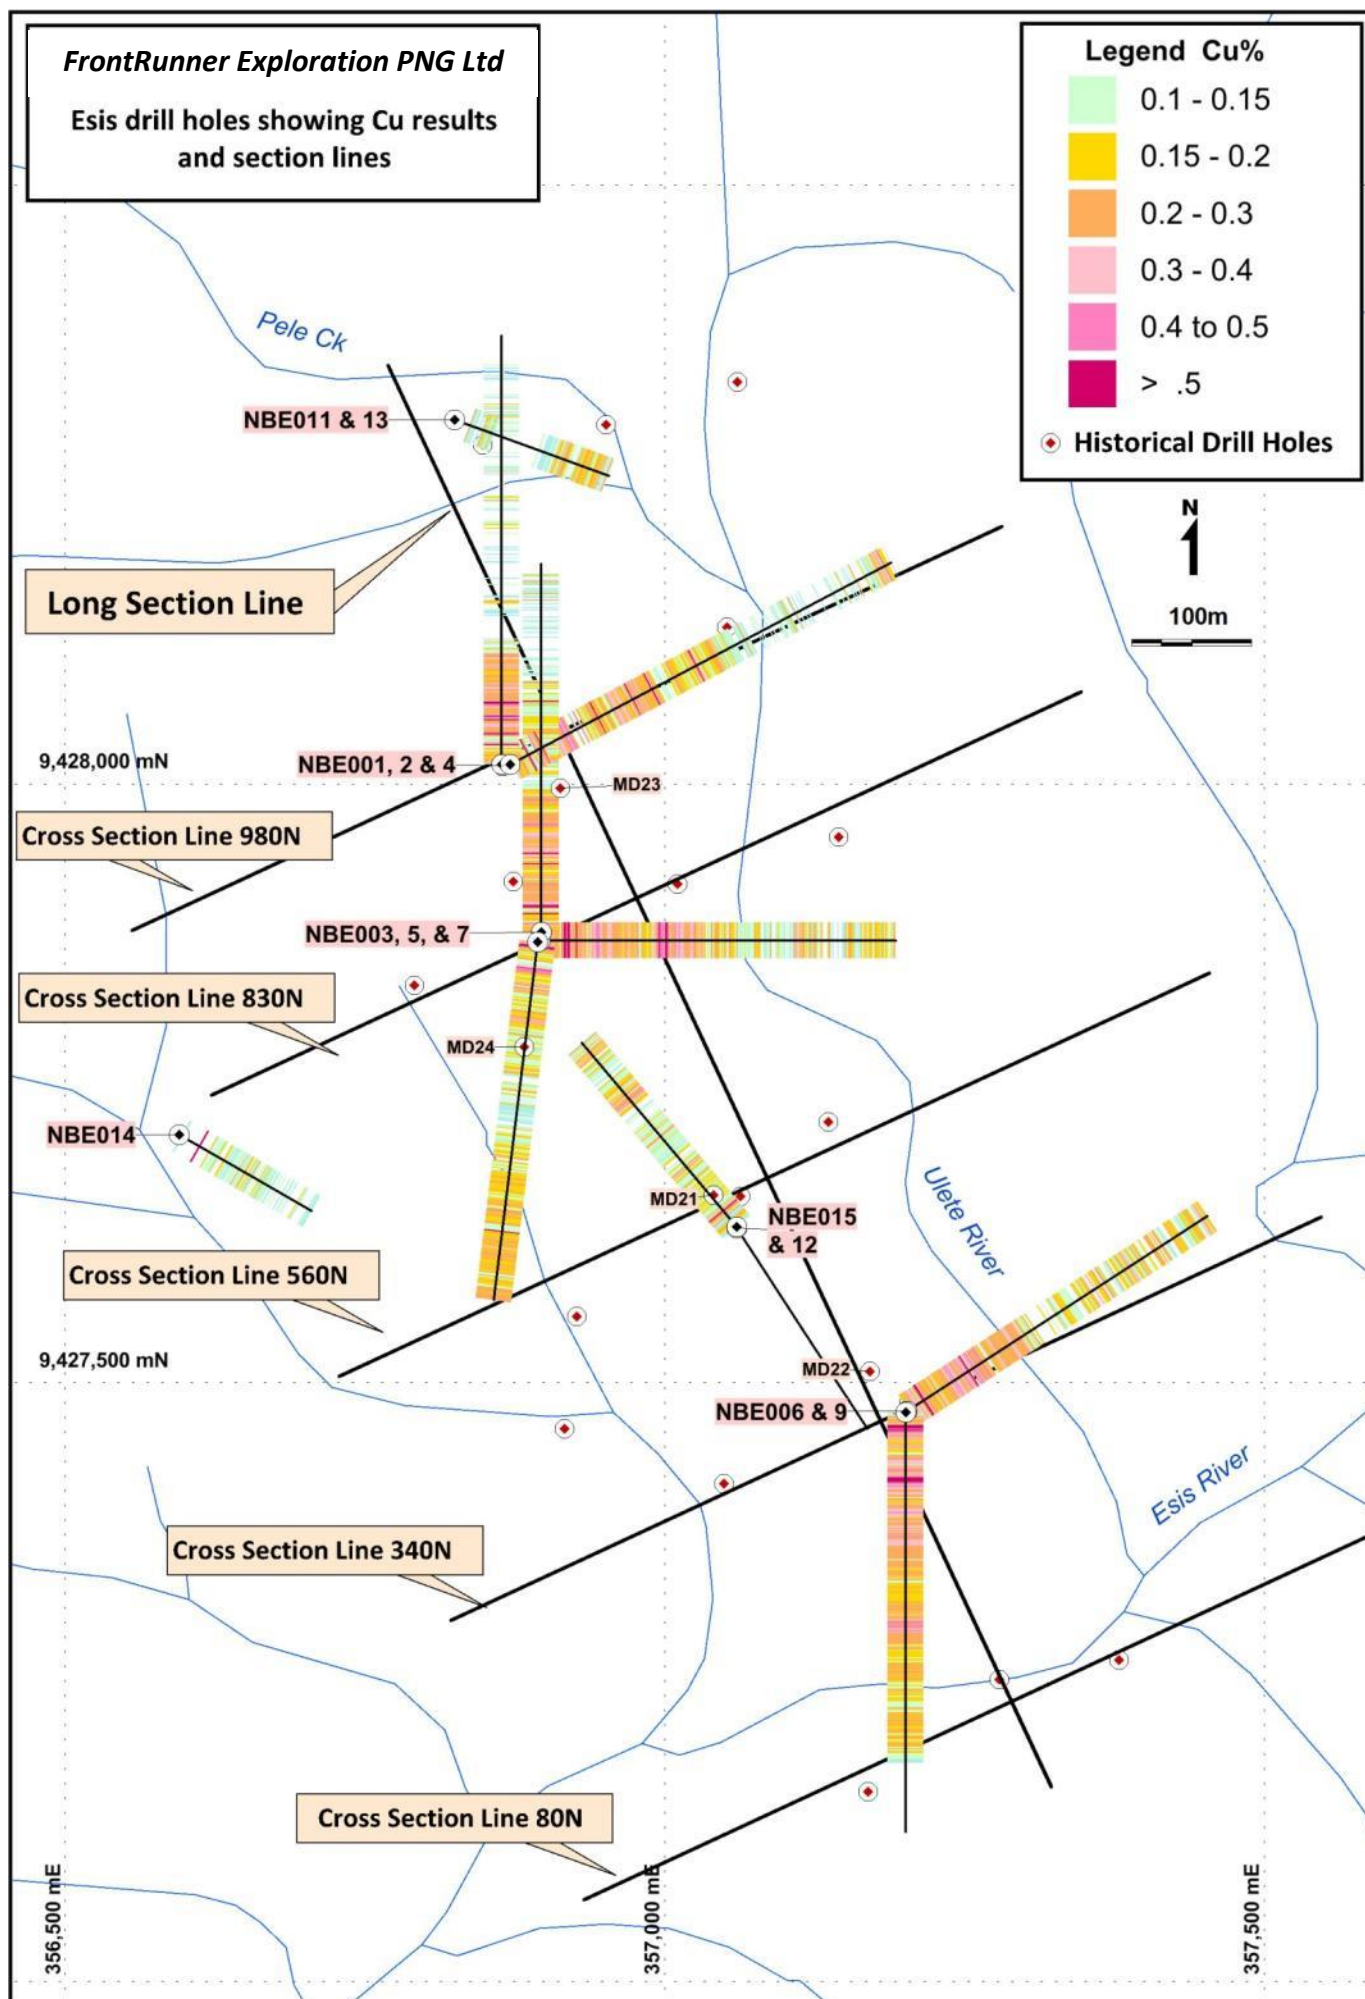 FrontRunner Exploration PNG Ltd
Esis drill holes showing Cu results
and section lines
Legend Cu%
0.1 - 0.15
0.15 - 0.2
0.2 - 0.3
0.3 - 0.4
0.4 to 0.5
> .5
Historical Drill Holes
Pele Ck
NBE011 & 13
N
100m
Long Section Line
9,428,000 mN
NBE001, 2 & 4
MD23
Cross Section Line 980N
NBE003, 5, & 7
Cross Section Line 830N
MD24
NBE014
MD21
NBE015
& 12
Ulete River
Cross Section Line 560N
9,427,500 mN
MD22
NBE006 & 9
Esis River
Cross Section Line 340N
Cross Section Line 80N
356,500 mE
357,000 mE
357,500 mE